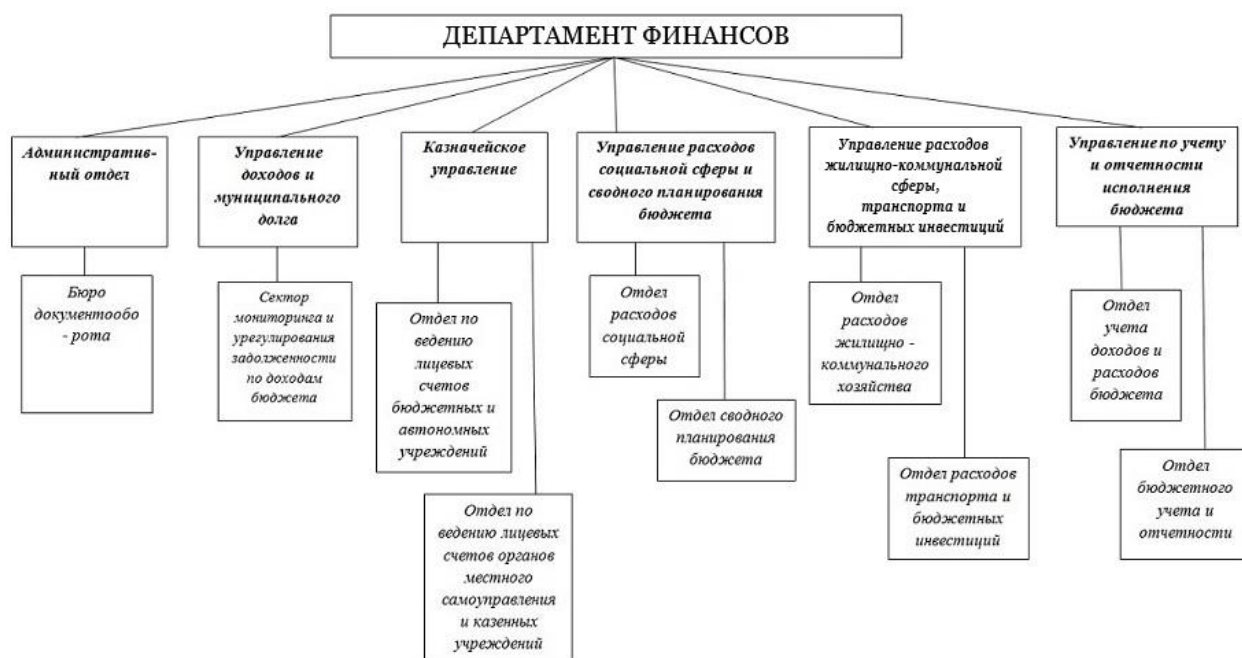 ДЕПАРТАМЕНТ ФИНАНСОВ
Административ-
ный отдел
Управление
доходов и
муниципального
долга
Казначейское
управление
Управление расходов
социальной сферы и
сводного планирования
бюджета
Управление расходов
жилищно-коммунальной
сферы,
транспорта и
бюджетных инвестиций
Управление по учету
и отчетности
исполнения
бюджета
Бюро
документообо
- рота
Сектор
мониторинга и
урегулирования
задолженности
по доходам
бюджета
Отдел по
ведению
лицевых
счетов
бюджетных и
автономных
учреждений
Отдел по
ведению лицевых
счетов органов
местного
самоуправления
и казенных
учреждений
Отдел
расходов
социальной
сферы
Отдел сводного
планирования
бюджета
Отдел
расходов
жилищно -
коммунального
хозяйства
Отдел расходов
транспорта и
бюджетных
инвестиций
Отдел
учета
доходов и
расходов
бюджета
Отдел
бюджетного
учета и
отчетности